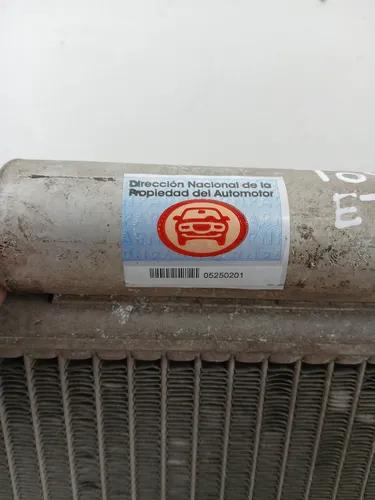 Dirección Nacional de la
Propiedad del Automotor
05250201